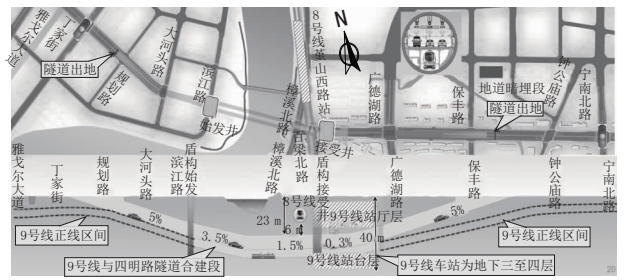 雅戈尔大道
丁家街
大河头路
隧道出地
规划路
滨江路
始发井
樟溪北路
8号线堇山西路站
N
接受井
广德湖路
保丰路
地道暗埋段
隧道出地
钟公庙路
宁南北路
雅戈尔大道
丁家街
规划路
大河头路
滨江路
盾构始发
樟溪北路
百梁北路
盾构接受井
广德湖路
保丰路
钟公庙路
宁南北路
5%
9号线正线区间
3.5%
9号线与四明路隧道合建段
8号线
23 m
6 m
1.5%
0.3%
40 m
9号线站厅层
9号线站台层
9号线车站为地下三至四层
5%
9号线正线区间
20